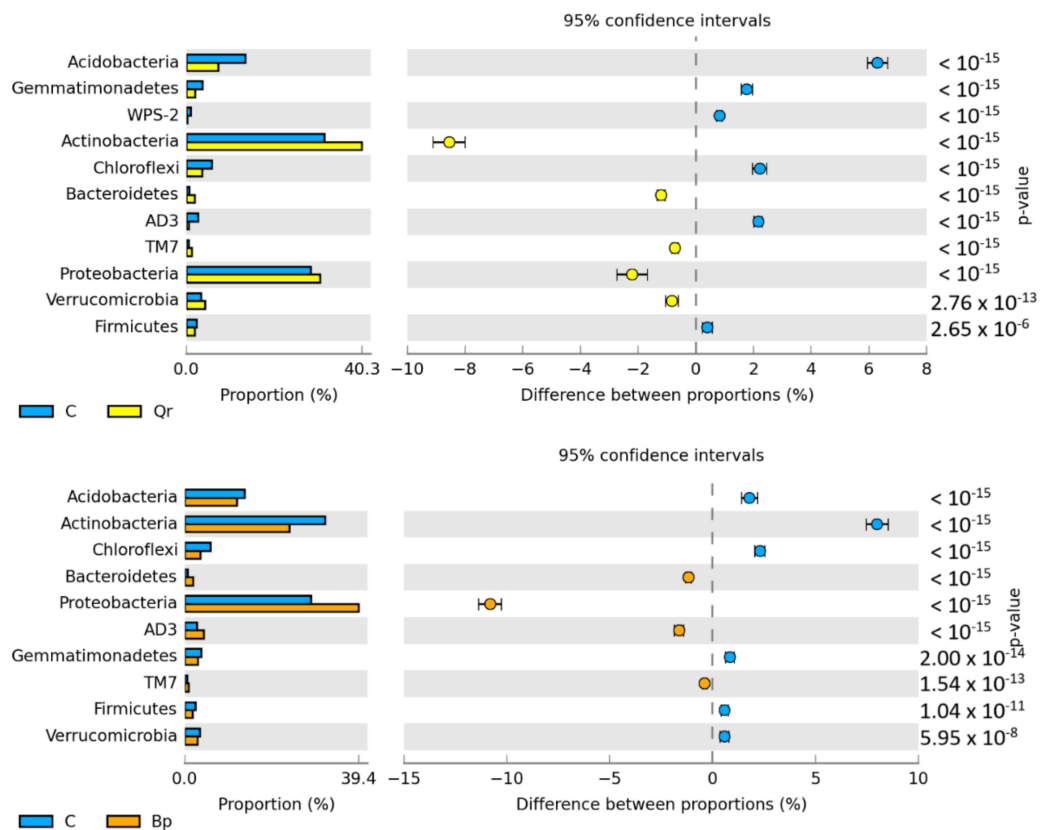 95% confidence intervals
Acidobacteria < 10⁻¹⁵
Gemmatimonadetes < 10⁻¹⁵
WPS-2 < 10⁻¹⁵
Actinobacteria < 10⁻¹⁵
Chloroflexi < 10⁻¹⁵
Bacteroidetes < 10⁻¹⁵
AD3 < 10⁻¹⁵
TM7 < 10⁻¹⁵
Proteobacteria < 10⁻¹⁵
Verrucomicrobia 2.76 x 10⁻¹³
Firmicutes 2.65 x 10⁻⁶
p-value
0.0 40.3 −10 −8 −6 −4 −2 0 2 4 6 8
Proportion (%) Difference between proportions (%)
C Qr
95% confidence intervals
Acidobacteria < 10⁻¹⁵
Actinobacteria < 10⁻¹⁵
Chloroflexi < 10⁻¹⁵
Bacteroidetes < 10⁻¹⁵
Proteobacteria < 10⁻¹⁵
AD3 < 10⁻¹⁵
Gemmatimonadetes 2.00 x 10⁻¹⁴
TM7 1.54 x 10⁻¹³
Firmicutes 1.04 x 10⁻¹¹
Verrucomicrobia 5.95 x 10⁻⁸
p-value
0.0 39.4 −15 −10 −5 0 5 10
Proportion (%) Difference between proportions (%)
C Bp